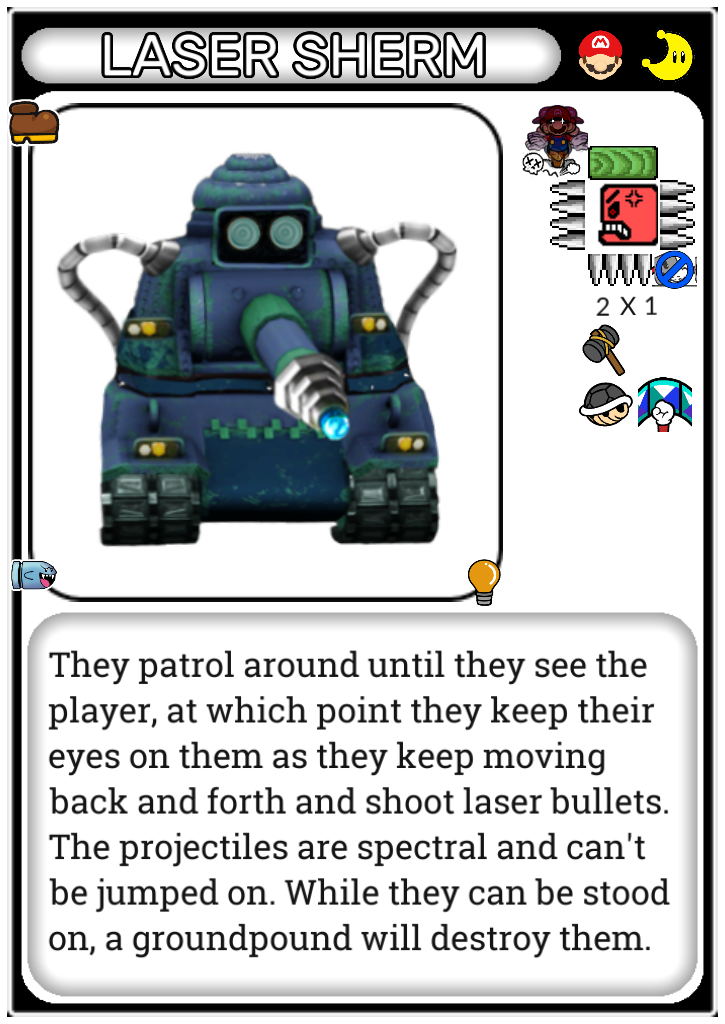 LASER SHERM
2 X 1
They patrol around until they see the
player, at which point they keep their
eyes on them as they keep moving
back and forth and shoot laser bullets.
The projectiles are spectral and can't
be jumped on. While they can be stood
on, a groundpound will destroy them.